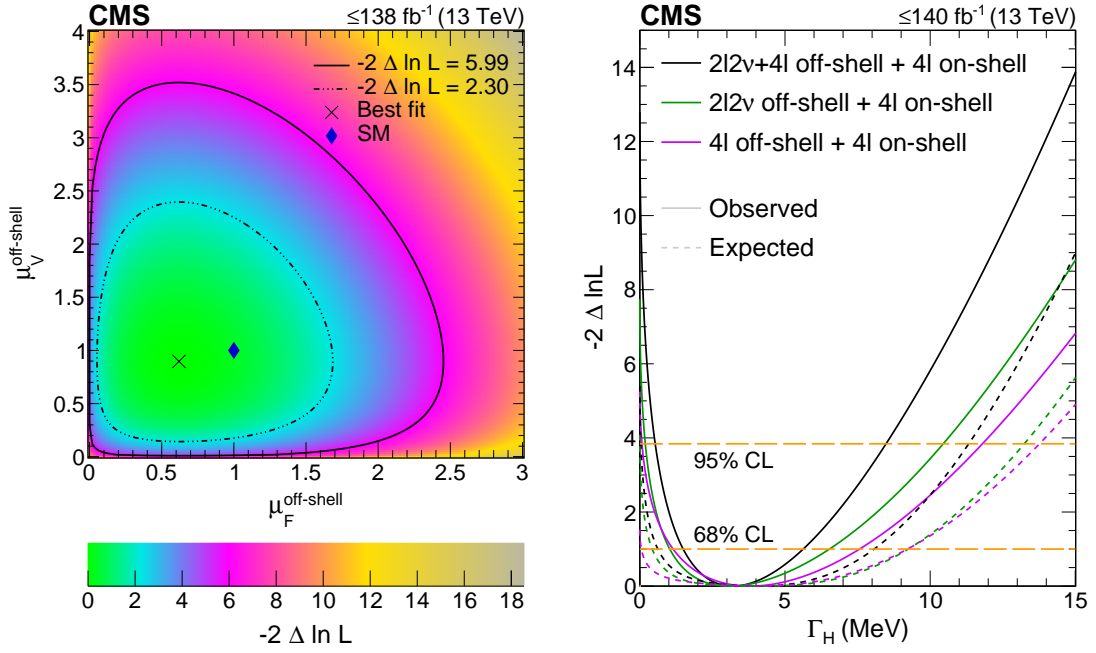 CMS
≤138 fb⁻¹ (13 TeV)
-2 Δ ln L = 5.99
-2 Δ ln L = 2.30
Best fit
SM
4
3.5
3
2.5
2
1.5
1
0.5
0
μ_V^off-shell
0 0.5 1 1.5 2 2.5 3
μ_F^off-shell
0 2 4 6 8 10 12 14 16 18
-2 Δ ln L
CMS
≤140 fb⁻¹ (13 TeV)
2l2ν+4l off-shell + 4l on-shell
2l2ν off-shell + 4l on-shell
4l off-shell + 4l on-shell
Observed
Expected
95% CL
68% CL
14
12
10
8
6
4
2
0
-2 Δ lnL
0 5 10 15
Γ_H (MeV)